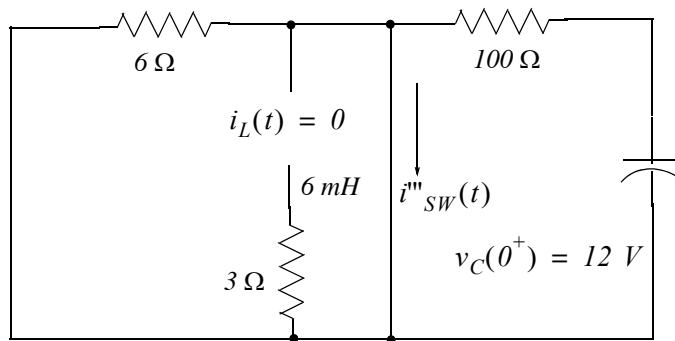 6 Ω
100 Ω
i_L(t) = 0
6 mH
i'''_SW(t)
v_C(0⁺) = 12 V
3 Ω